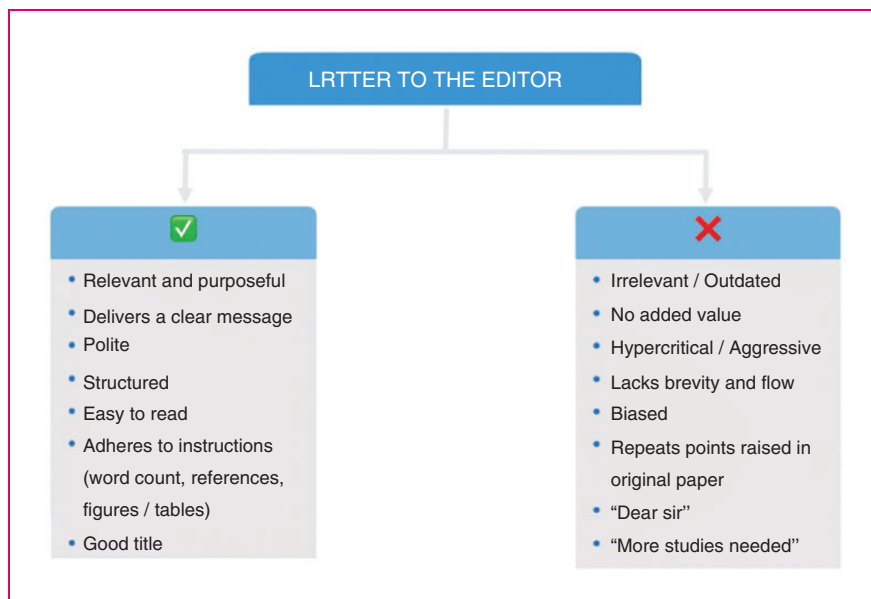 LRTTER TO THE EDITOR
• Relevant and purposeful
• Delivers a clear message
• Polite
• Structured
• Easy to read
• Adheres to instructions
(word count, references,
figures / tables)
• Good title
• Irrelevant / Outdated
• No added value
• Hypercritical / Aggressive
• Lacks brevity and flow
• Biased
• Repeats points raised in
original paper
• “Dear sir’’
• “More studies needed’’